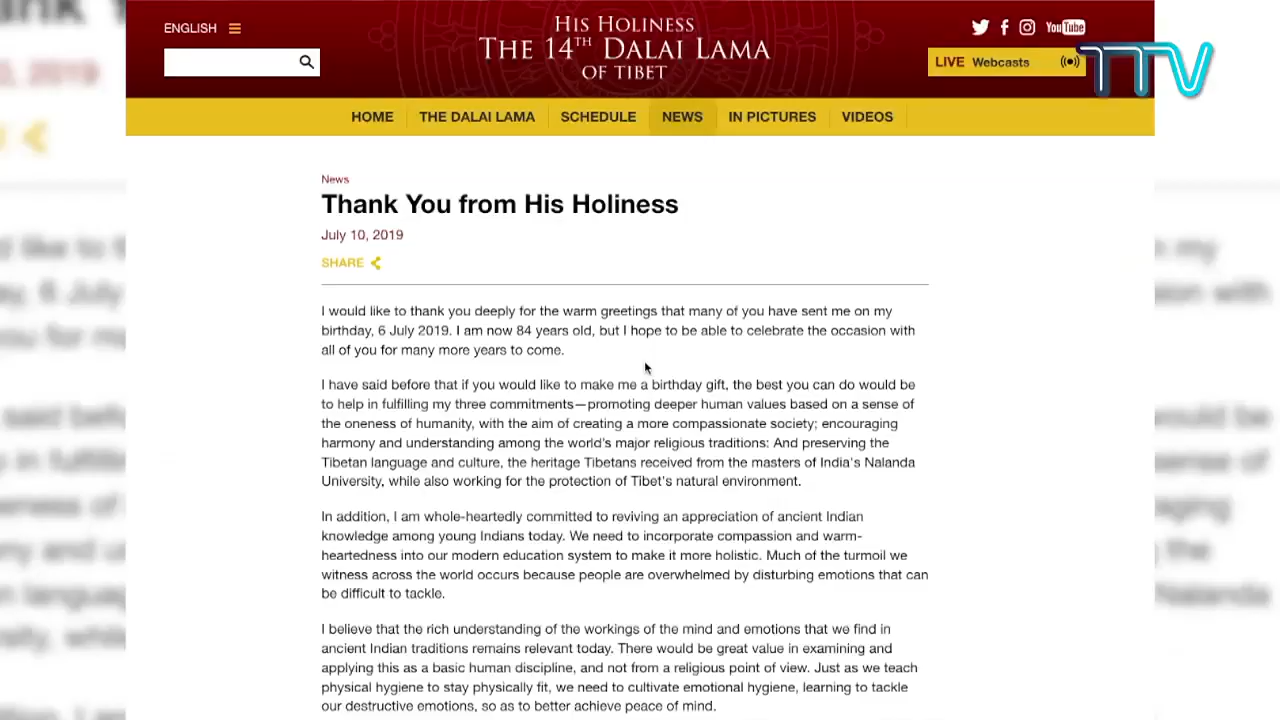 ENGLISH
HIS HOLINESS
THE 14TH DALAI LAMA
OF TIBET
YouTube
LIVE Webcasts
TTV
HOME
THE DALAI LAMA
SCHEDULE
NEWS
IN PICTURES
VIDEOS
News
Thank You from His Holiness
July 10, 2019
SHARE
I would like to thank you deeply for the warm greetings that many of you have sent me on my
birthday, 6 July 2019. I am now 84 years old, but I hope to be able to celebrate the occasion with
all of you for many more years to come.
I have said before that if you would like to make me a birthday gift, the best you can do would be
to help in fulfilling my three commitments—promoting deeper human values based on a sense of
the oneness of humanity, with the aim of creating a more compassionate society; encouraging
harmony and understanding among the world's major religious traditions: And preserving the
Tibetan language and culture, the heritage Tibetans received from the masters of India's Nalanda
University, while also working for the protection of Tibet's natural environment.
In addition, I am whole-heartedly committed to reviving an appreciation of ancient Indian
knowledge among young Indians today. We need to incorporate compassion and warm-
heartedness into our modern education system to make it more holistic. Much of the turmoil we
witness across the world occurs because people are overwhelmed by disturbing emotions that can
be difficult to tackle.
I believe that the rich understanding of the workings of the mind and emotions that we find in
ancient Indian traditions remains relevant today. There would be great value in examining and
applying this as a basic human discipline, and not from a religious point of view. Just as we teach
physical hygiene to stay physically fit, we need to cultivate emotional hygiene, learning to tackle
our destructive emotions, so as to better achieve peace of mind.